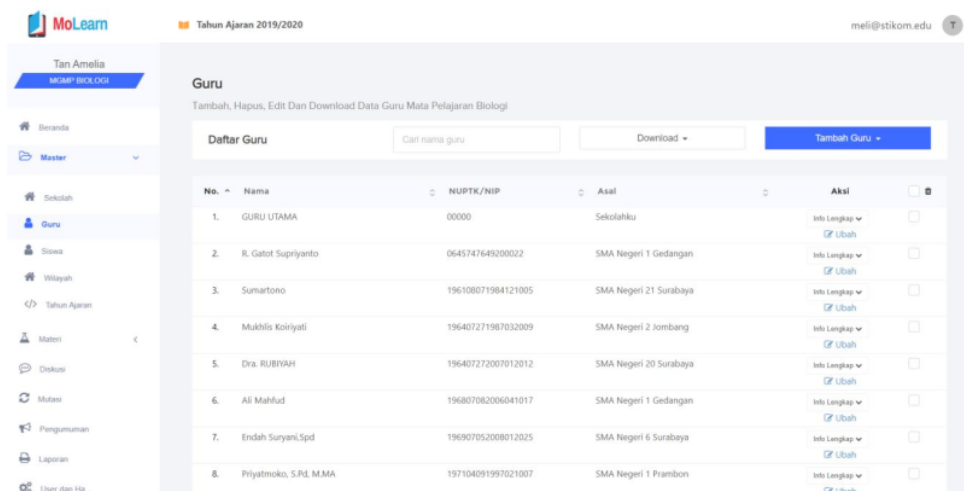 MoLearn
Tahun Ajaran 2019/2020
meli@stikom.edu
T
Tan Amelia
MGMP BIOLOGI
Beranda
Master
Sekolah
Guru
Siswa
Wilayah
Tahun Ajaran
Materi
Diskusi
Mutasi
Pengumuman
Laporan
User dan Ha...
Guru
Tambah, Hapus, Edit Dan Download Data Guru Mata Pelajaran Biologi
Daftar Guru
Cari nama guru
Download
Tambah Guru
No. Nama NUPTK/NIP Asal Aksi
1. GURU UTAMA 00000 Sekolahku Info Lengkap
Ubah
2. R. Gatot Supriyanto 0645747649200022 SMA Negeri 1 Gedangan Info Lengkap
Ubah
3. Sumartono 196108071984121005 SMA Negeri 21 Surabaya Info Lengkap
Ubah
4. Mukhlis Koiriyati 196407271987032009 SMA Negeri 2 Jombang Info Lengkap
Ubah
5. Dra. RUBIYAH 196407272007012012 SMA Negeri 20 Surabaya Info Lengkap
Ubah
6. Ali Mahfud 196807082006041017 SMA Negeri 1 Gedangan Info Lengkap
Ubah
7. Endah Suryani,Spd 196907052008012025 SMA Negeri 6 Surabaya Info Lengkap
Ubah
8. Priyatmoko, S.Pd, M.MA 197104091997021007 SMA Negeri 1 Prambon Info Lengkap
Ubah